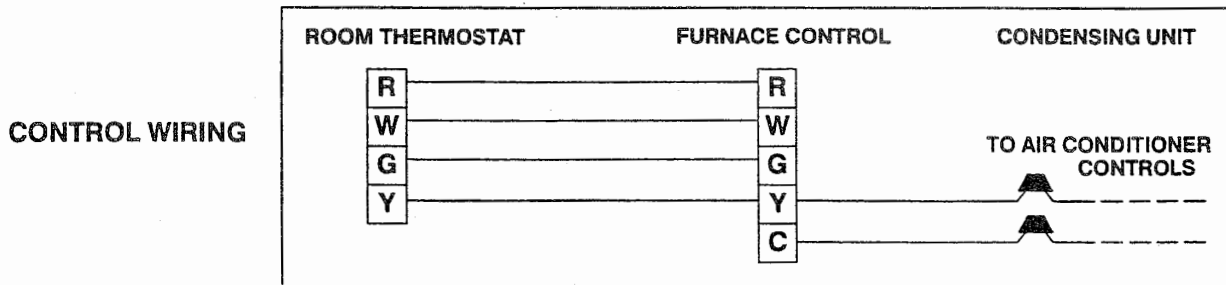 ROOM THERMOSTAT FURNACE CONTROL CONDENSING UNIT
R R
W W
CONTROL WIRING
TO AIR CONDITIONER
CONTROLS
G G
Y Y
C